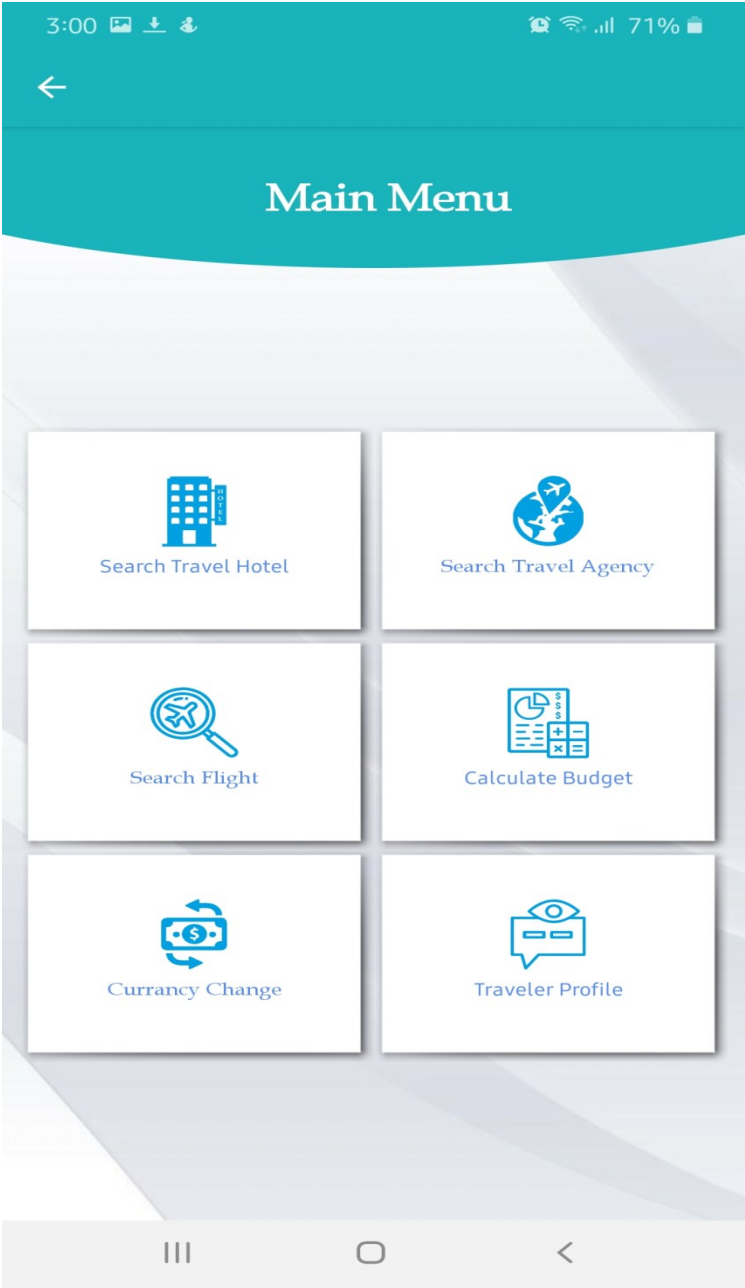 3:00
71%
Main Menu
HOTEL
Search Travel Hotel
Search Travel Agency
Search Flight
$
$
$
Calculate Budget
$
Currancy Change
Traveler Profile